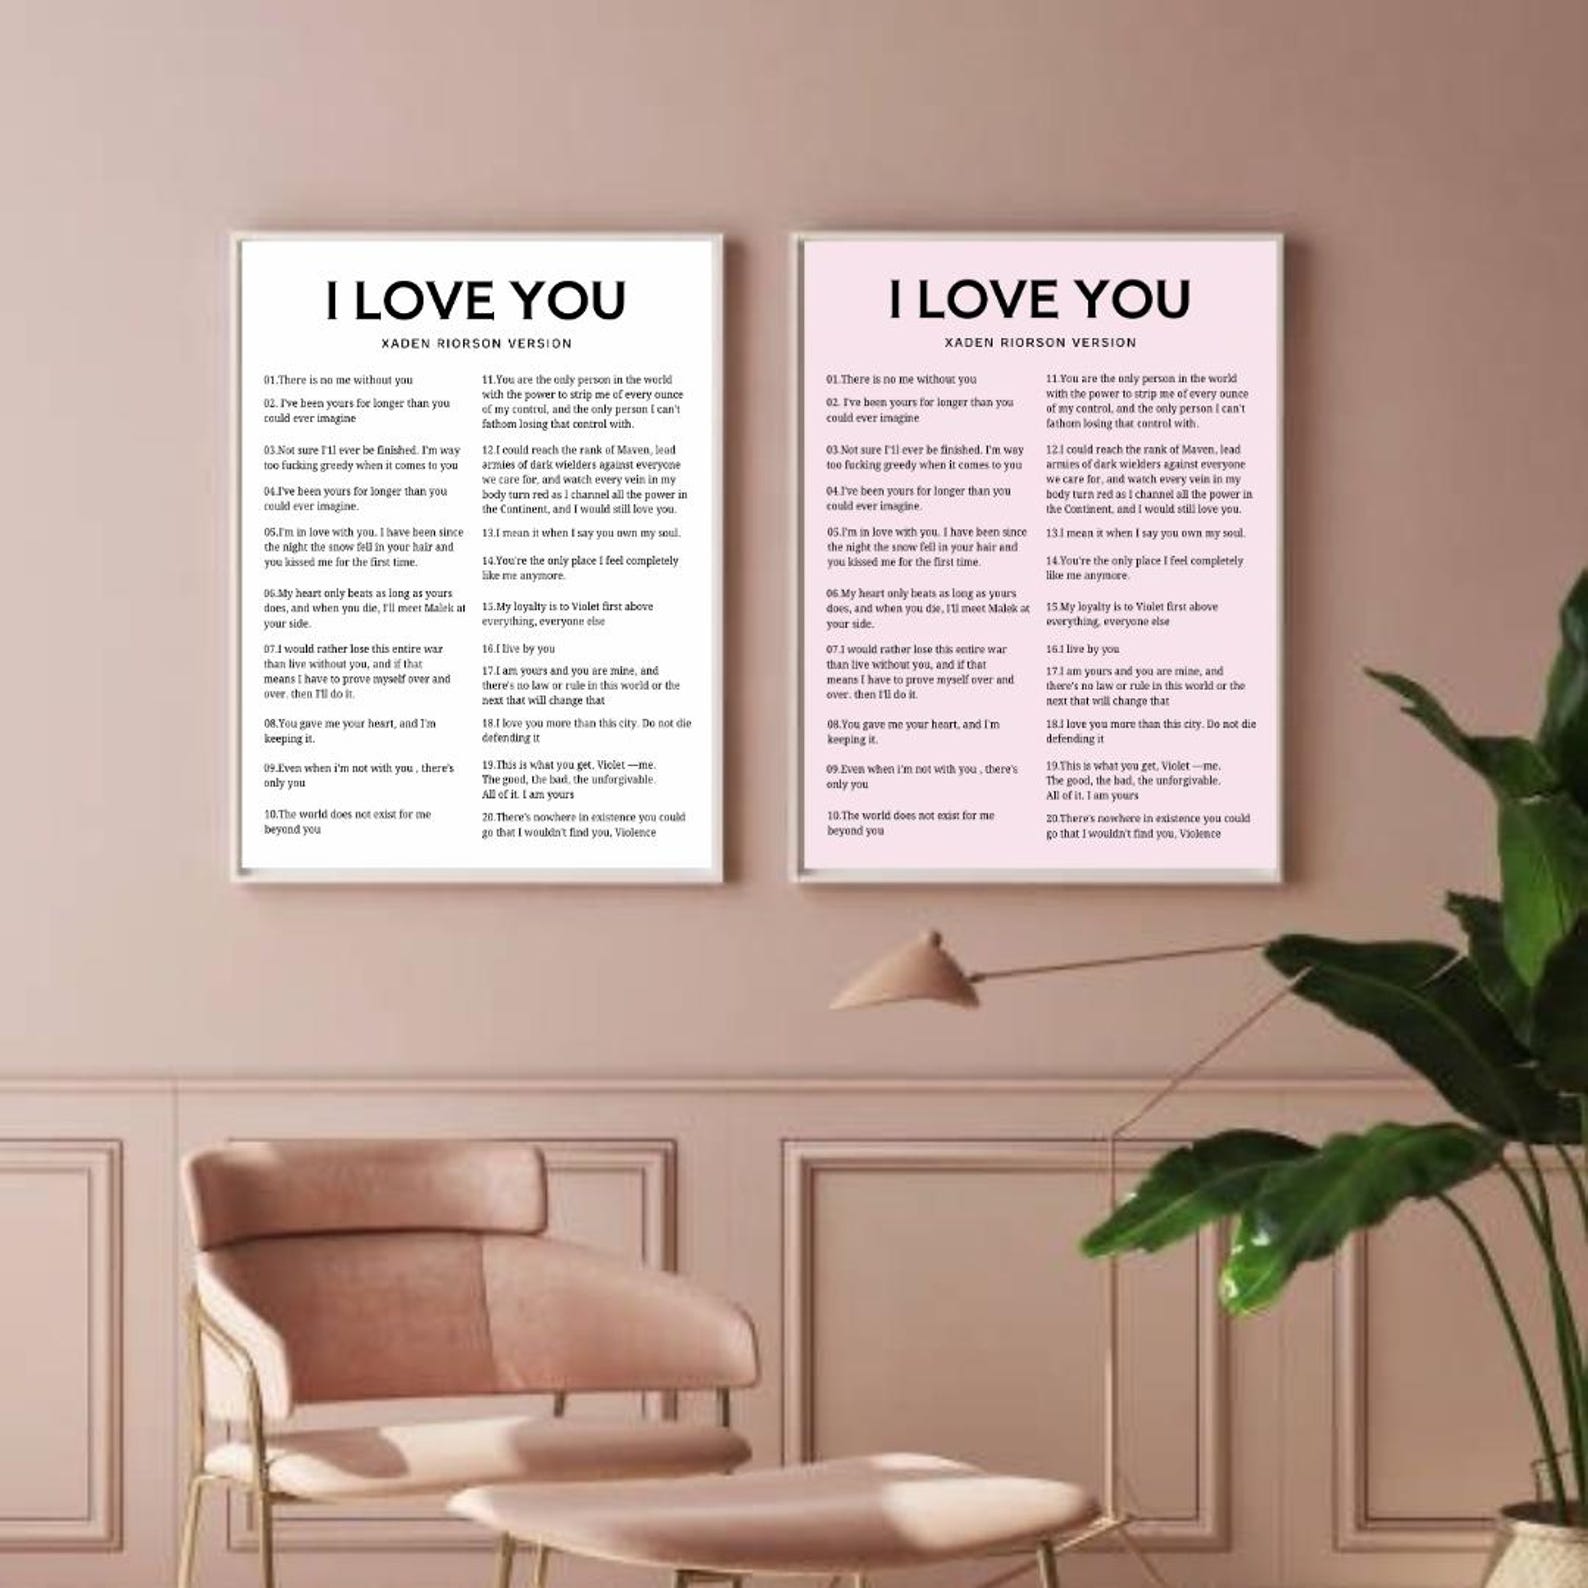 I LOVE YOU
XADEN RIORSON VERSION
01.There is no me without you
02. I've been yours for longer than you
could ever imagine
03.Not sure I'll ever be finished. I'm way
too fucking greedy when it comes to you
04.I've been yours for longer than you
could ever imagine.
05.I'm in love with you. I have been since
the night the snow fell in your hair and
you kissed me for the first time.
06.My heart only beats as long as yours
does, and when you die, I'll meet Malek at
your side.
07.I would rather lose this entire war
than live without you, and if that
means I have to prove myself over and
over. then I'll do it.
08.You gave me your heart, and I'm
keeping it.
09.Even when i'm not with you , there's
only you
10.The world does not exist for me
beyond you
11.You are the only person in the world
with the power to strip me of every ounce
of my control, and the only person I can't
fathom losing that control with.
12.I could reach the rank of Maven, lead
armies of dark wielders against everyone
we care for, and watch every vein in my
body turn red as I channel all the power in
the Continent, and I would still love you.
13.I mean it when I say you own my soul.
14.You're the only place I feel completely
like me anymore.
15.My loyalty is to Violet first above
everything, everyone else
16.I live by you
17.I am yours and you are mine, and
there's no law or rule in this world or the
next that will change that
18.I love you more than this city. Do not die
defending it
19.This is what you get, Violet —me.
The good, the bad, the unforgivable.
All of it. I am yours
20.There's nowhere in existence you could
go that I wouldn't find you, Violence
I LOVE YOU
XADEN RIORSON VERSION
01.There is no me without you
02. I've been yours for longer than you
could ever imagine
03.Not sure I'll ever be finished. I'm way
too fucking greedy when it comes to you
04.I've been yours for longer than you
could ever imagine.
05.I'm in love with you. I have been since
the night the snow fell in your hair and
you kissed me for the first time.
06.My heart only beats as long as yours
does, and when you die, I'll meet Malek at
your side.
07.I would rather lose this entire war
than live without you, and if that
means I have to prove myself over and
over. then I'll do it.
08.You gave me your heart, and I'm
keeping it.
09.Even when i'm not with you , there's
only you
10.The world does not exist for me
beyond you
11.You are the only person in the world
with the power to strip me of every ounce
of my control, and the only person I can't
fathom losing that control with.
12.I could reach the rank of Maven, lead
armies of dark wielders against everyone
we care for, and watch every vein in my
body turn red as I channel all the power in
the Continent, and I would still love you.
13.I mean it when I say you own my soul.
14.You're the only place I feel completely
like me anymore.
15.My loyalty is to Violet first above
everything, everyone else
16.I live by you
17.I am yours and you are mine, and
there's no law or rule in this world or the
next that will change that
18.I love you more than this city. Do not die
defending it
19.This is what you get, Violet —me.
The good, the bad, the unforgivable.
All of it. I am yours
20.There's nowhere in existence you could
go that I wouldn't find you, Violence